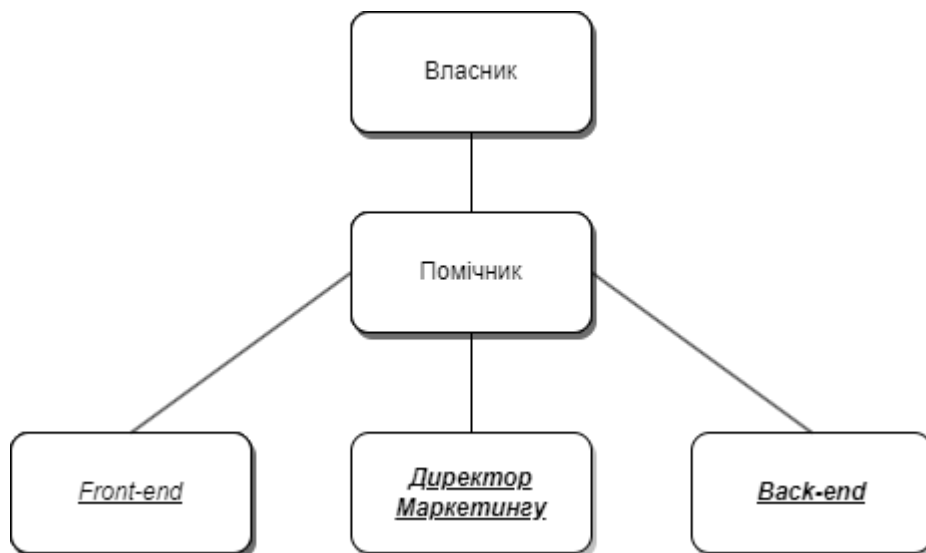 Власник
Помічник
Front-end
Директор
Маркетингу
Back-end